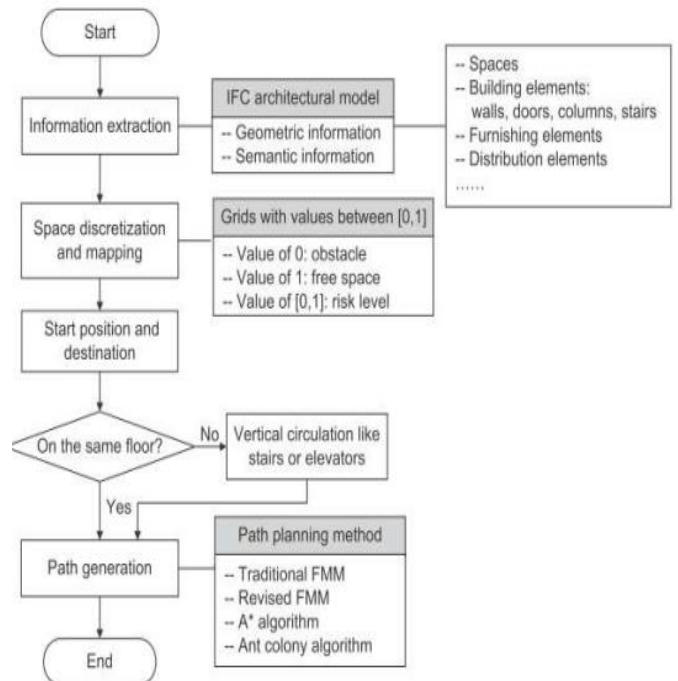 Start
Information extraction
IFC architectural model
-- Geometric information
-- Semantic information
-- Spaces
-- Building elements:
walls, doors, columns, stairs
-- Furnishing elements
-- Distribution elements
......
Space discretization
and mapping
Grids with values between [0,1]
-- Value of 0: obstacle
-- Value of 1: free space
-- Value of [0,1]: risk level
Start position and
destination
On the same floor?
No
Vertical circulation like
stairs or elevators
Yes
Path generation
Path planning method
-- Traditional FMM
-- Revised FMM
-- A* algorithm
-- Ant colony algorithm
End